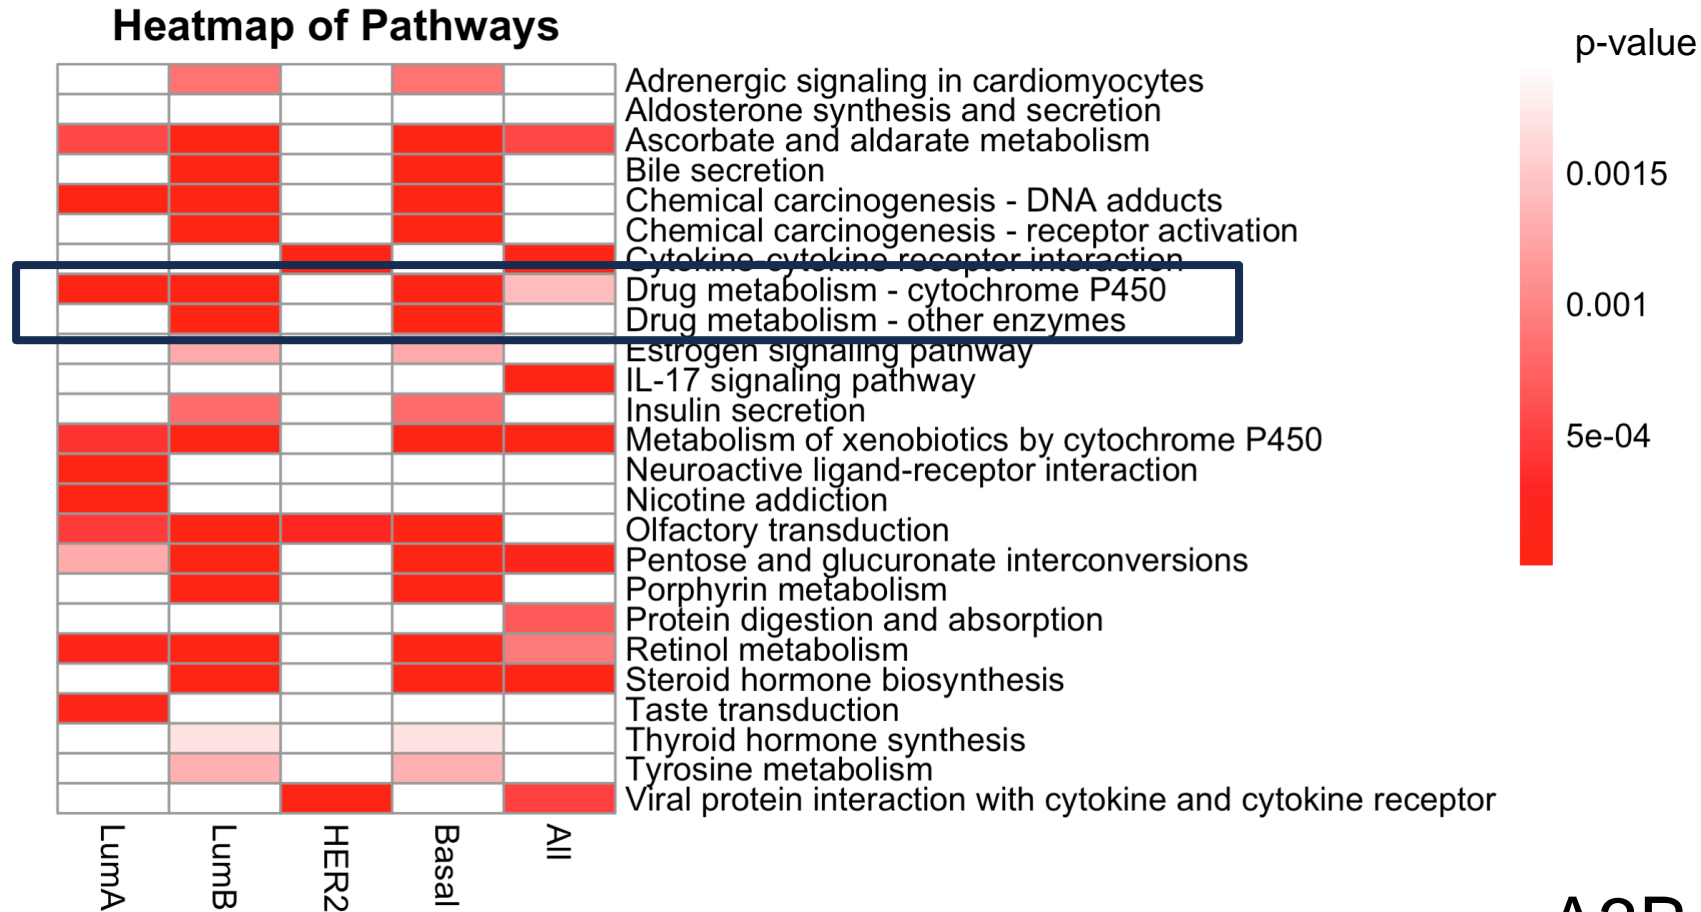 Heatmap of Pathways
p-value
Adrenergic signaling in cardiomyocytes
Aldosterone synthesis and secretion
Ascorbate and aldarate metabolism
Bile secretion
Chemical carcinogenesis - DNA adducts
Chemical carcinogenesis - receptor activation
Cytokine-cytokine receptor interaction
Drug metabolism - cytochrome P450
Drug metabolism - other enzymes
Estrogen signaling pathway
IL-17 signaling pathway
Insulin secretion
Metabolism of xenobiotics by cytochrome P450
Neuroactive ligand-receptor interaction
Nicotine addiction
Olfactory transduction
Pentose and glucuronate interconversions
Porphyrin metabolism
Protein digestion and absorption
Retinol metabolism
Steroid hormone biosynthesis
Taste transduction
Thyroid hormone synthesis
Tyrosine metabolism
Viral protein interaction with cytokine and cytokine receptor
0.0015
0.001
5e-04
LumA
LumB
HER2
Basal
All